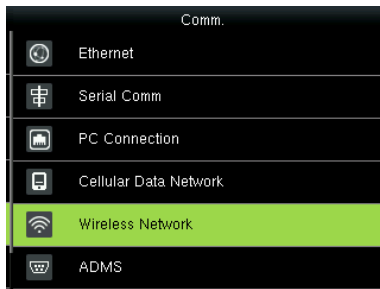 Comm.
Ethernet
Serial Comm
PC Connection
Cellular Data Network
Wireless Network
ADMS